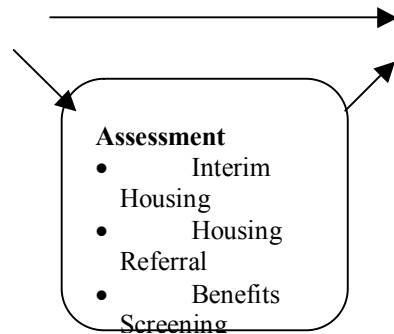 Assessment
• Interim
Housing
• Housing
Referral
• Benefits
Screening